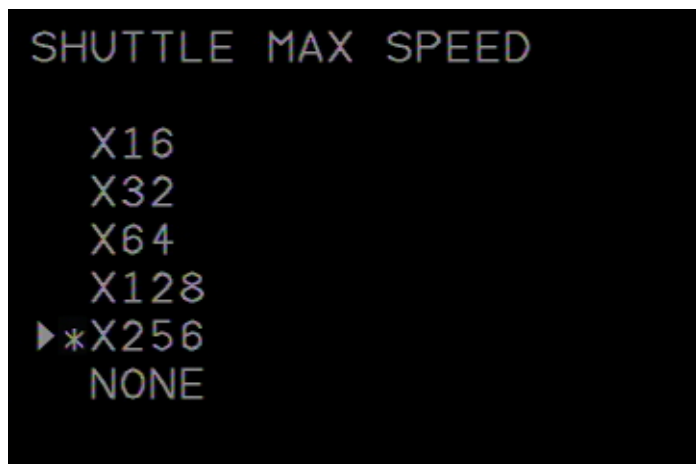 SHUTTLE MAX SPEED
X16
X32
X64
X128
▶*X256
NONE